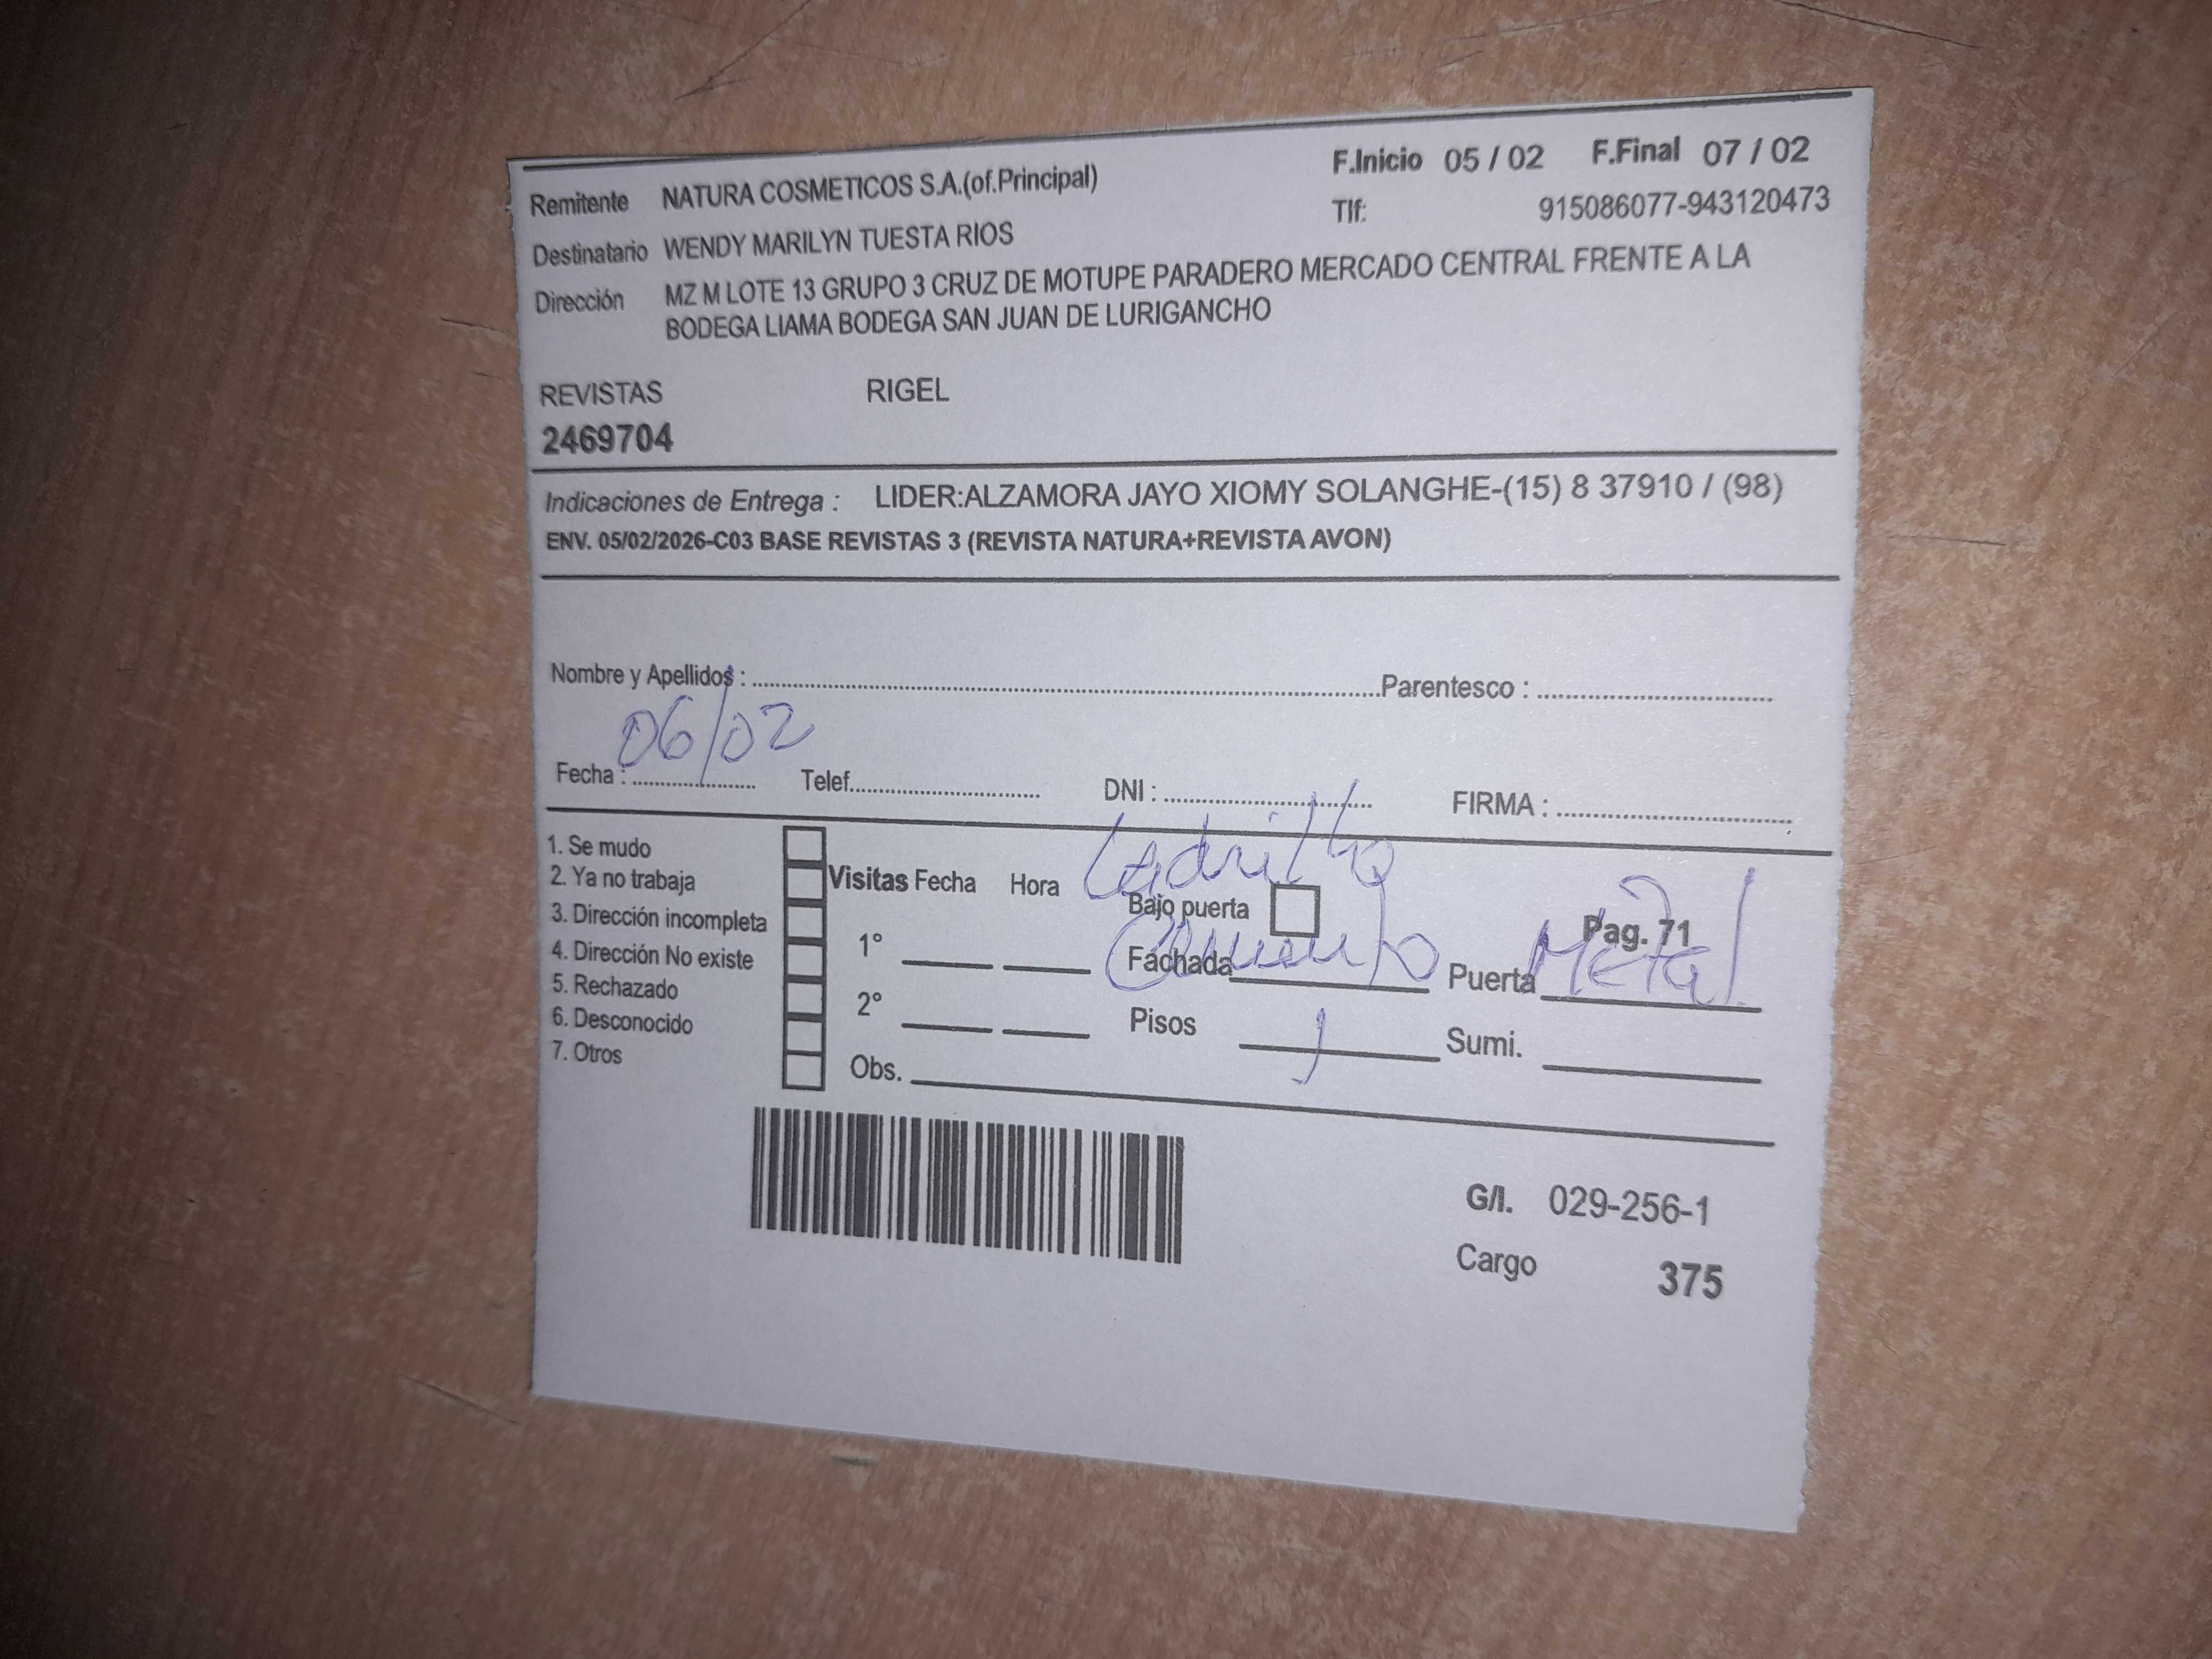 F.Inicio 05 / 02 F.Final 07 / 02
Remitente NATURA COSMETICOS S.A.(of.Principal)
Tlf: 915086077-943120473
Destinatario WENDY MARILYN TUESTA RIOS
Dirección MZ M LOTE 13 GRUPO 3 CRUZ DE MOTUPE PARADERO MERCADO CENTRAL FRENTE A LA
BODEGA LIAMA BODEGA SAN JUAN DE LURIGANCHO
REVISTAS RIGEL
2469704
Indicaciones de Entrega : LIDER:ALZAMORA JAYO XIOMY SOLANGHE-(15) 8 37910 / (98)
ENV. 05/02/2026-C03 BASE REVISTAS 3 (REVISTA NATURA+REVISTA AVON)
Nombre y Apellidos : Parentesco :
06/02
Fecha : Telef. DNI : FIRMA :
Ladrillo
1. Se mudo
2. Ya no trabaja
3. Dirección incompleta
4. Dirección No existe
5. Rechazado
6. Desconocido
7. Otros
Visitas Fecha Hora
1°
2°
Obs.
Bajo puerta
Pag. 71
Fachada Cemento Puerta Metal
Pisos 1 Sumi.
G/I. 029-256-1
Cargo 375